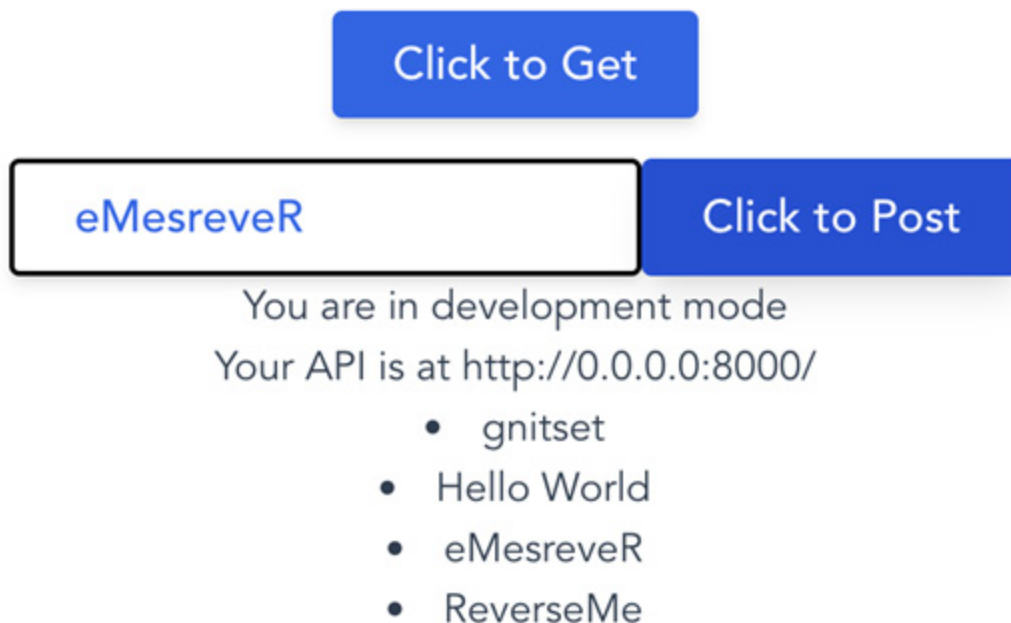 Click to Get
eMesreveR
Click to Post
You are in development mode
Your API is at http://0.0.0.0:8000/
• gnitset
• Hello World
• eMesreveR
• ReverseMe